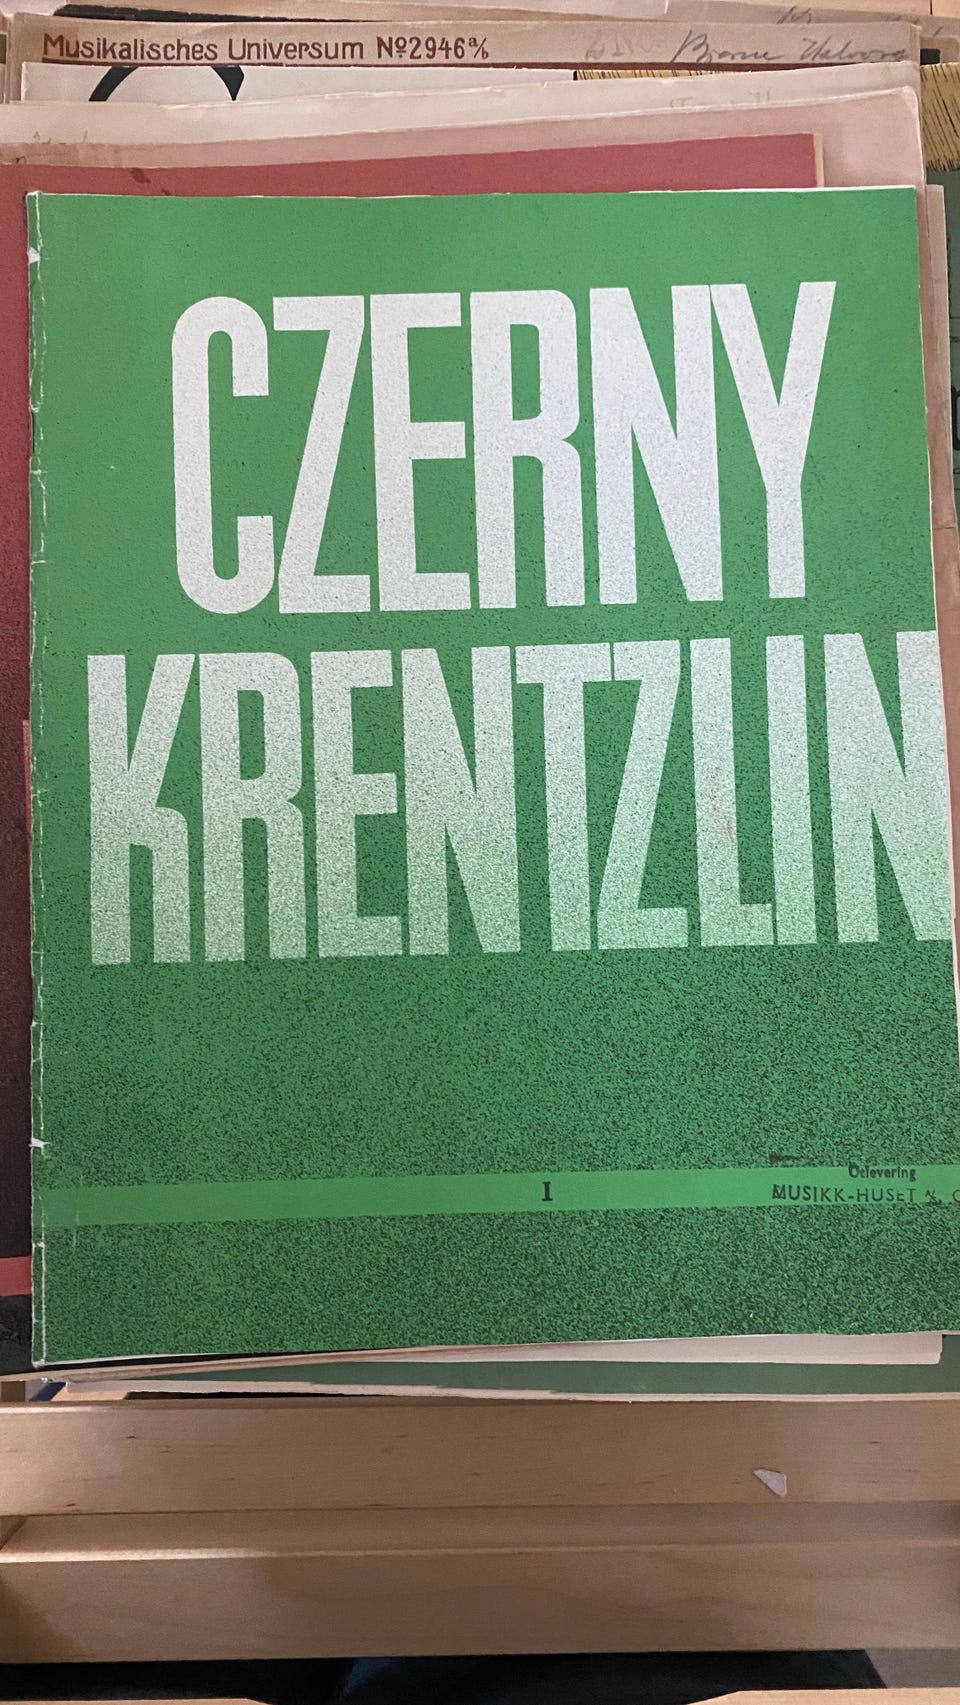 Musikalisches Universum Nº2946 a/b
CZERNY
KRENTZLIN
I
Utlevering
MUSIKK-HUSET A/S,